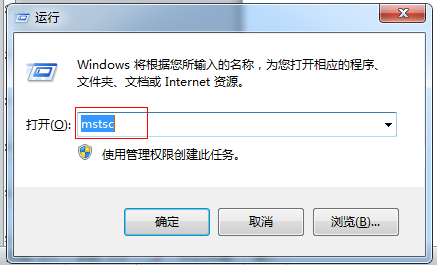 运行
Windows 将根据您所输入的名称，为您打开相应的程序、
文件夹、文档或 Internet 资源。
打开(O): mstsc
使用管理权限创建此任务。
确定 取消 浏览(B)...